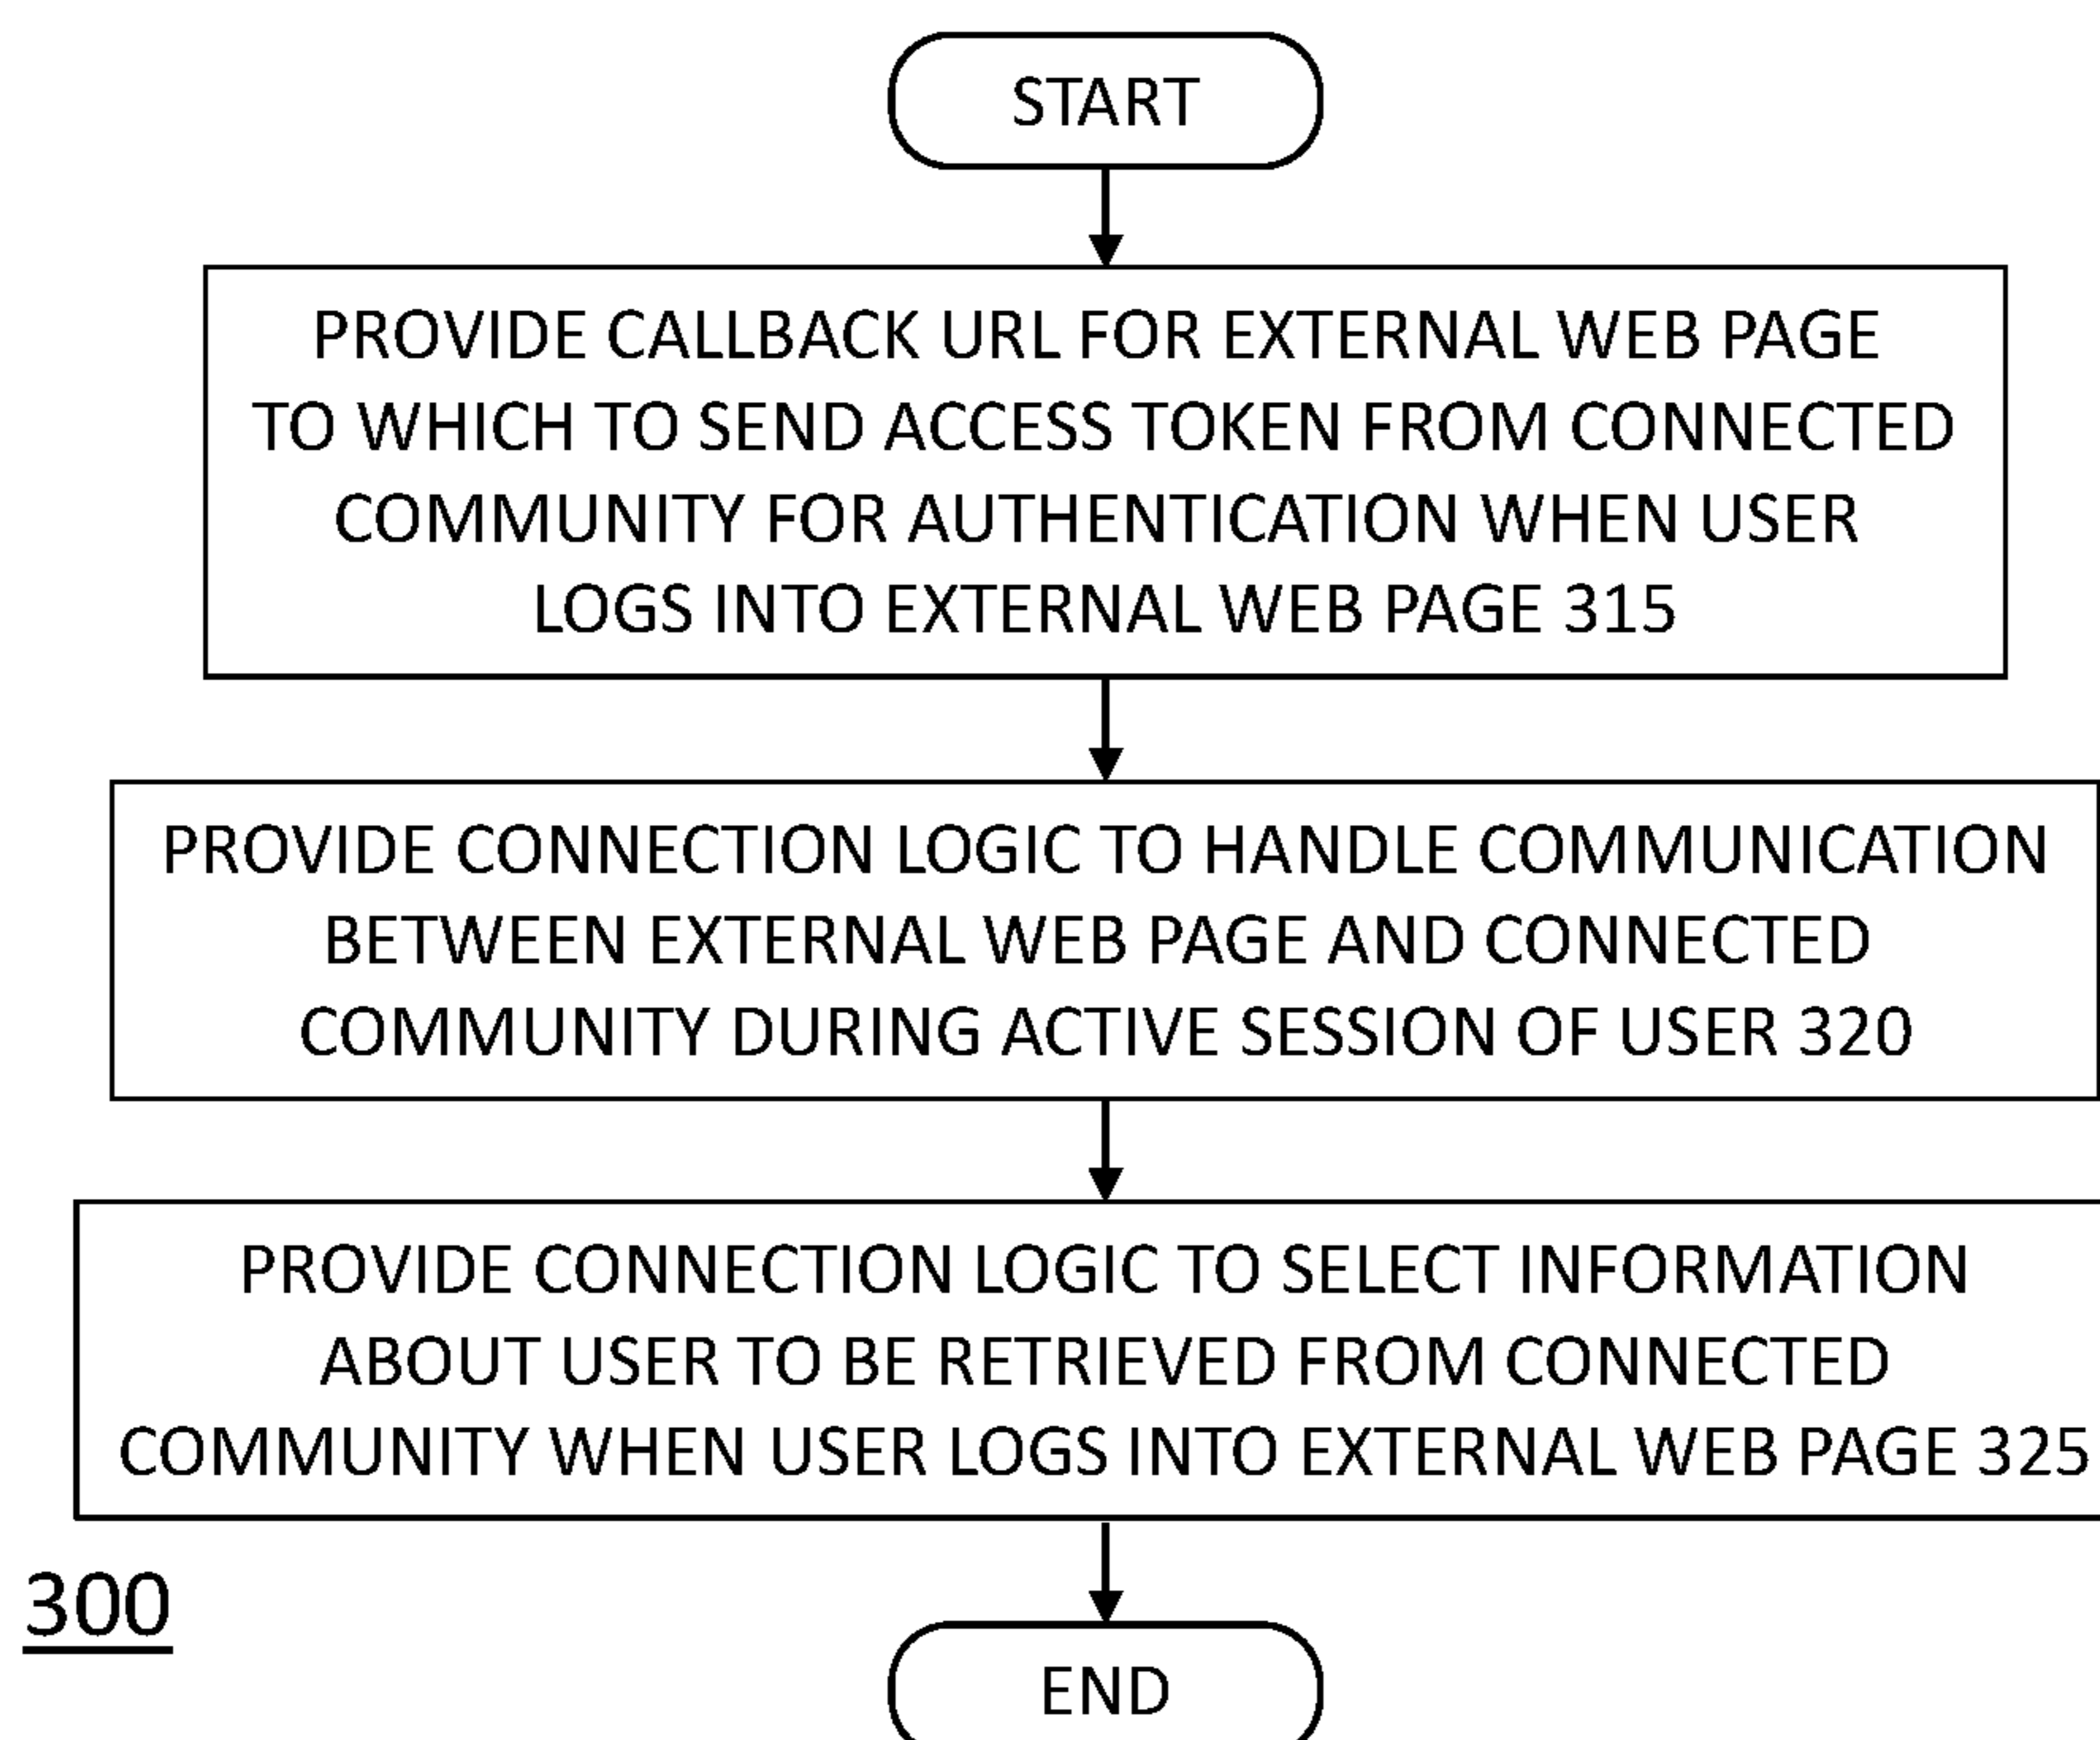 START
PROVIDE CALLBACK URL FOR EXTERNAL WEB PAGE
TO WHICH TO SEND ACCESS TOKEN FROM CONNECTED
COMMUNITY FOR AUTHENTICATION WHEN USER
LOGS INTO EXTERNAL WEB PAGE 315
PROVIDE CONNECTION LOGIC TO HANDLE COMMUNICATION
BETWEEN EXTERNAL WEB PAGE AND CONNECTED
COMMUNITY DURING ACTIVE SESSION OF USER 320
PROVIDE CONNECTION LOGIC TO SELECT INFORMATION
ABOUT USER TO BE RETRIEVED FROM CONNECTED
COMMUNITY WHEN USER LOGS INTO EXTERNAL WEB PAGE 325
300
END